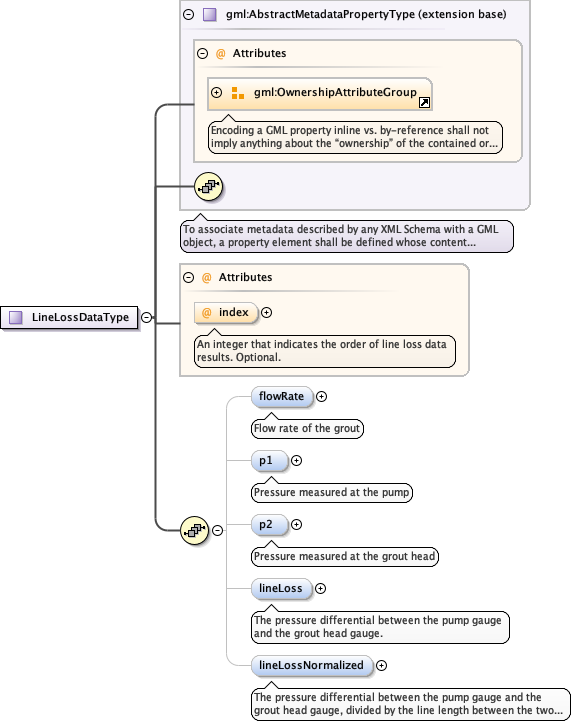 gml:AbstractMetadataPropertyType (extension base)
@ Attributes
gml:OwnershipAttributeGroup
Encoding a GML property inline vs. by-reference shall not
imply anything about the “ownership” of the contained or...
To associate metadata described by any XML Schema with a GML
object, a property element shall be defined whose content...
LineLossDataType
@ Attributes
@ index
An integer that indicates the order of line loss data
results. Optional.
flowRate
Flow rate of the grout
p1
Pressure measured at the pump
p2
Pressure measured at the grout head
lineLoss
The pressure differential between the pump gauge
and the grout head gauge.
lineLossNormalized
The pressure differential between the pump gauge and the
grout head gauge, divided by the line length between the two...